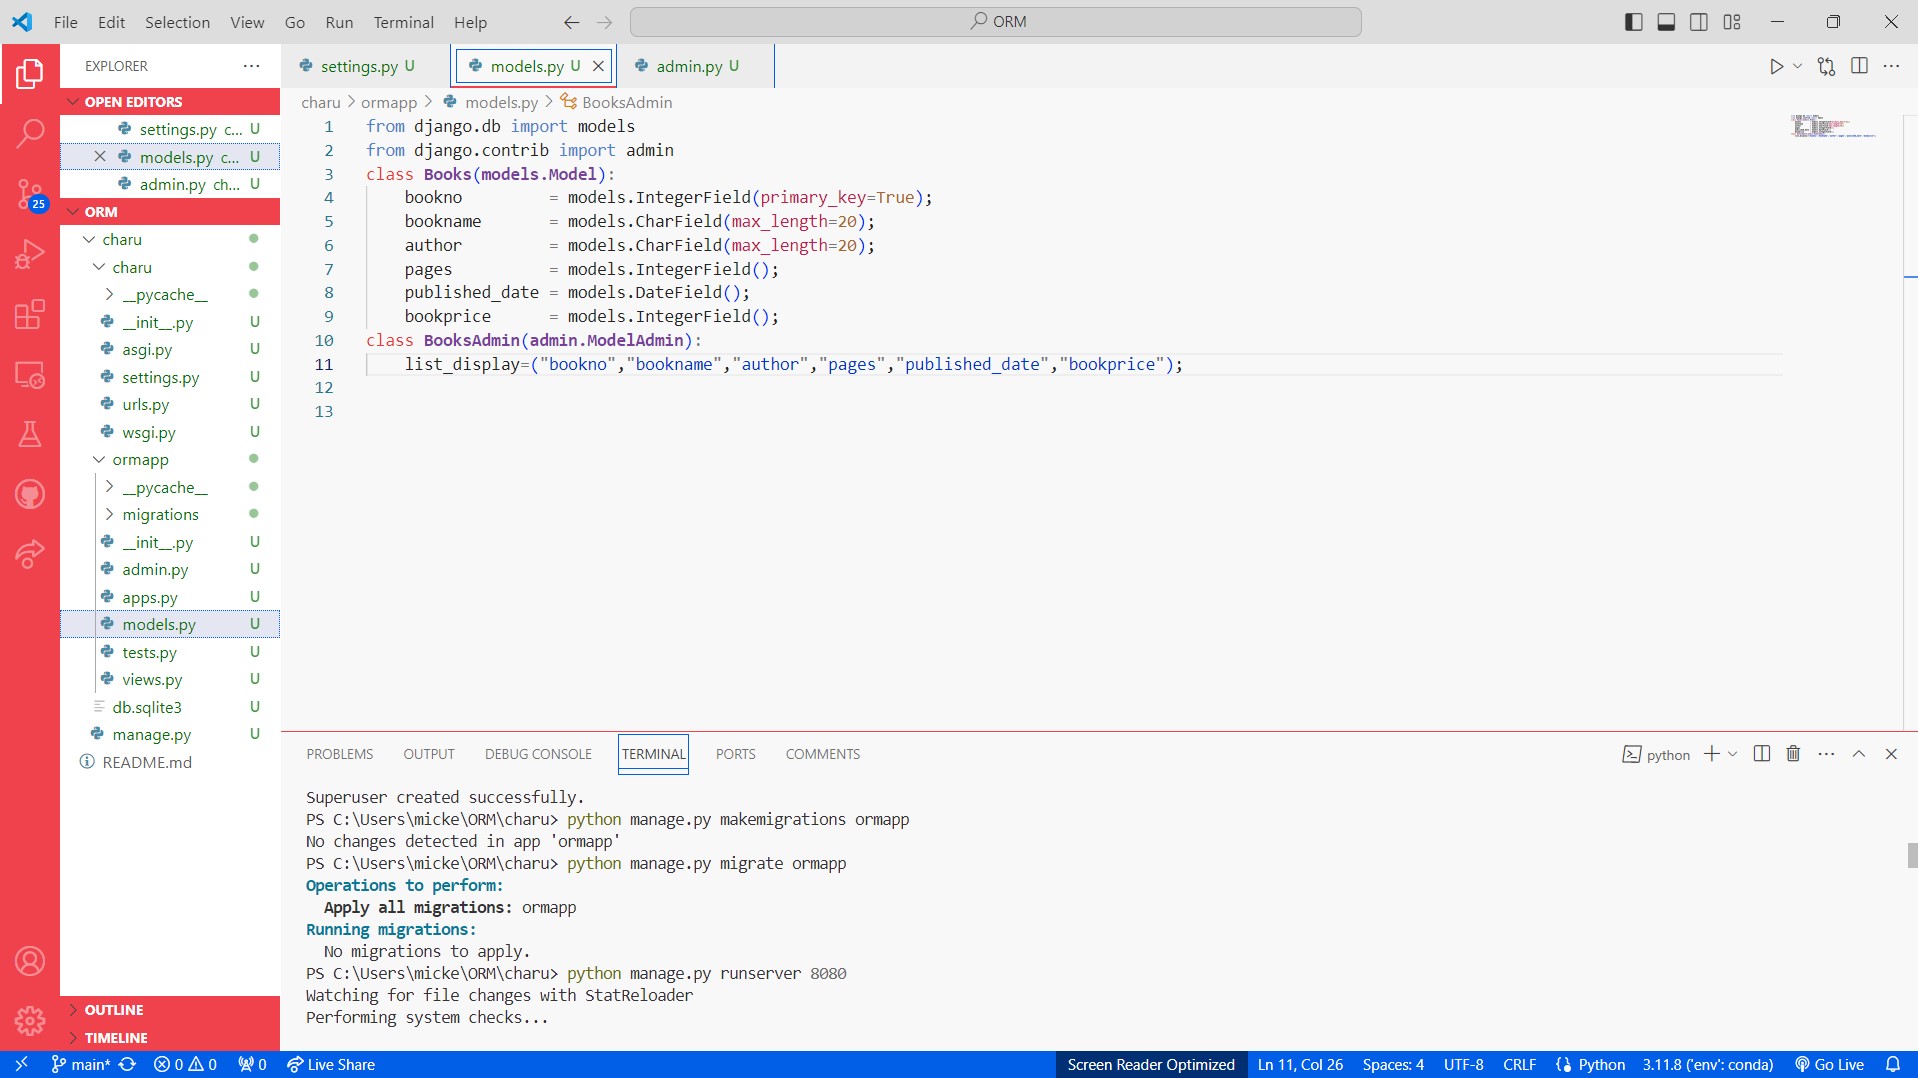 File Edit Selection View Go Run Terminal Help
ORM
EXPLORER
OPEN EDITORS
settings.py c... U
models.py c... U
admin.py ch... U
25
ORM
charu
charu
__pycache__
__init__.py U
asgi.py U
settings.py U
urls.py U
wsgi.py U
ormapp
__pycache__
migrations
__init__.py U
admin.py U
apps.py U
models.py U
tests.py U
views.py U
db.sqlite3 U
manage.py U
README.md
OUTLINE
TIMELINE
settings.py U
models.py U
admin.py U
charu > ormapp > models.py > BooksAdmin
1 from django.db import models
2 from django.contrib import admin
3 class Books(models.Model):
4 bookno = models.IntegerField(primary_key=True);
5 bookname = models.CharField(max_length=20);
6 author = models.CharField(max_length=20);
7 pages = models.IntegerField();
8 published_date = models.DateField();
9 bookprice = models.IntegerField();
10 class BooksAdmin(admin.ModelAdmin):
11 list_display=("bookno","bookname","author","pages","published_date","bookprice");
12
13
PROBLEMS OUTPUT DEBUG CONSOLE TERMINAL PORTS COMMENTS
python
Superuser created successfully.
PS C:\Users\micke\ORM\charu> python manage.py makemigrations ormapp
No changes detected in app 'ormapp'
PS C:\Users\micke\ORM\charu> python manage.py migrate ormapp
Operations to perform:
Apply all migrations: ormapp
Running migrations:
No migrations to apply.
PS C:\Users\micke\ORM\charu> python manage.py runserver 8080
Watching for file changes with StatReloader
Performing system checks...
main* 0 0 0 Live Share
Screen Reader Optimized Ln 11, Col 26 Spaces: 4 UTF-8 CRLF Python 3.11.8 ('env': conda) Go Live